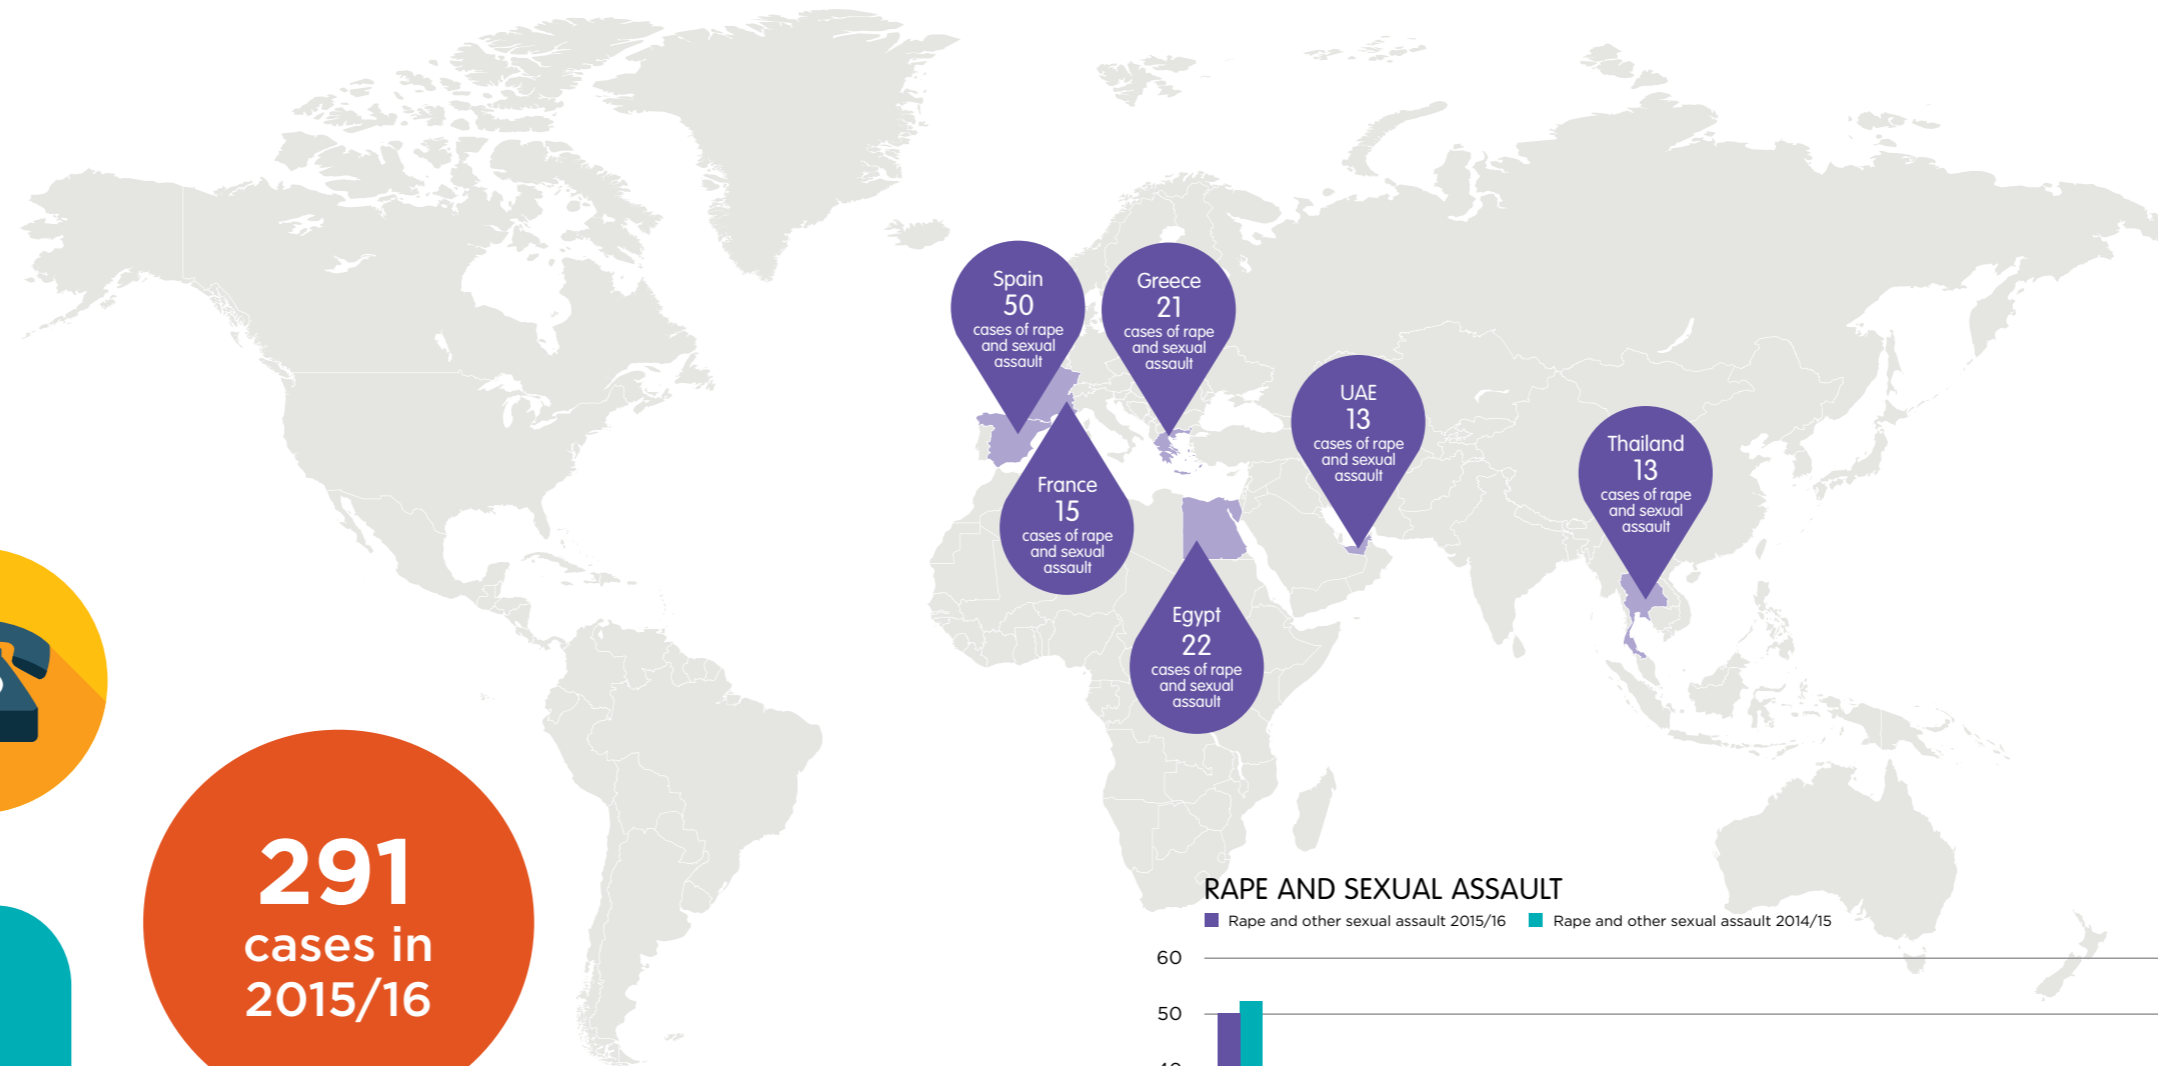 Spain
50
cases of rape
and sexual
assault
Greece
21
cases of rape
and sexual
assault
UAE
13
cases of rape
and sexual
assault
Thailand
13
cases of rape
and sexual
assault
France
15
cases of rape
and sexual
assault
Egypt
22
cases of rape
and sexual
assault
291
cases in
2015/16
RAPE AND SEXUAL ASSAULT
Rape and other sexual assault 2015/16
Rape and other sexual assault 2014/15
60
50